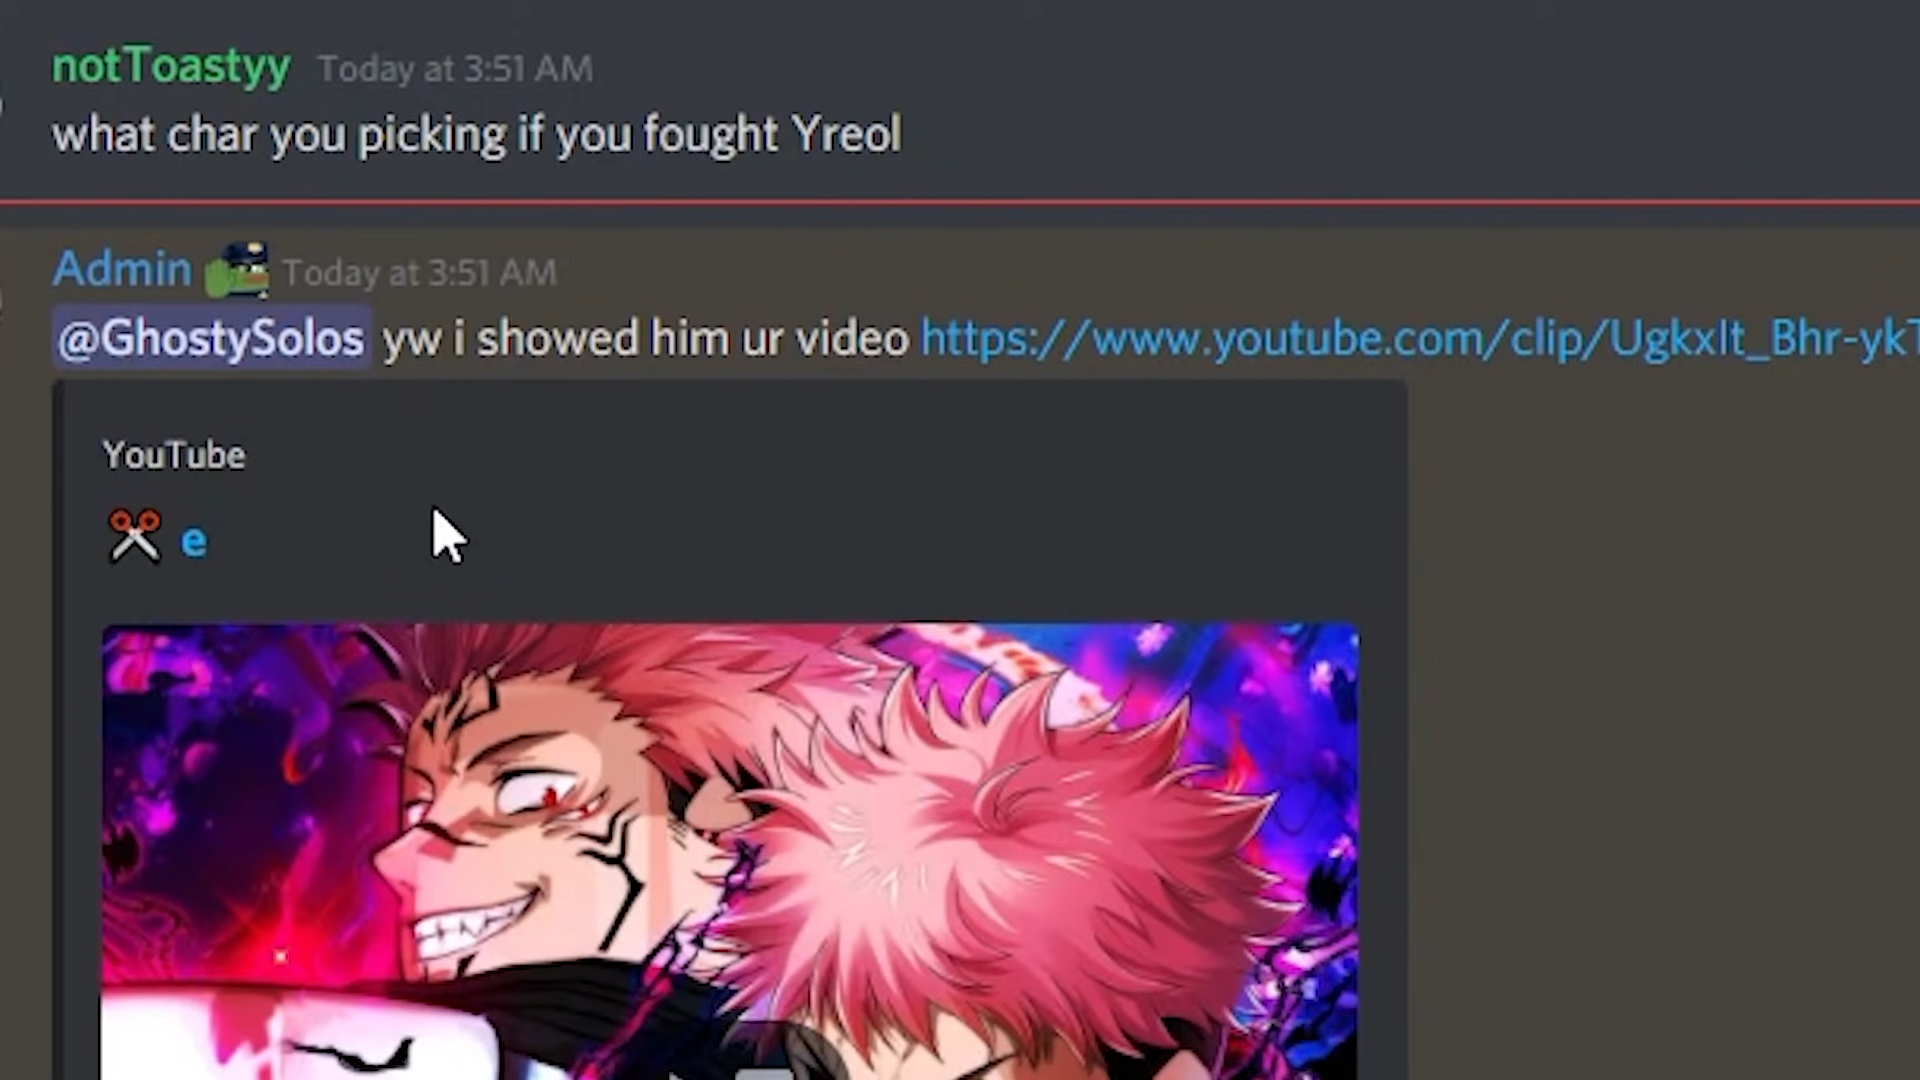 notToastyy Today at 3:51 AM
what char you picking if you fought Yreol
Admin Today at 3:51 AM
@GhostySolos yw i showed him ur video https://www.youtube.com/clip/UgkxIt_Bhr-ykT
YouTube
e